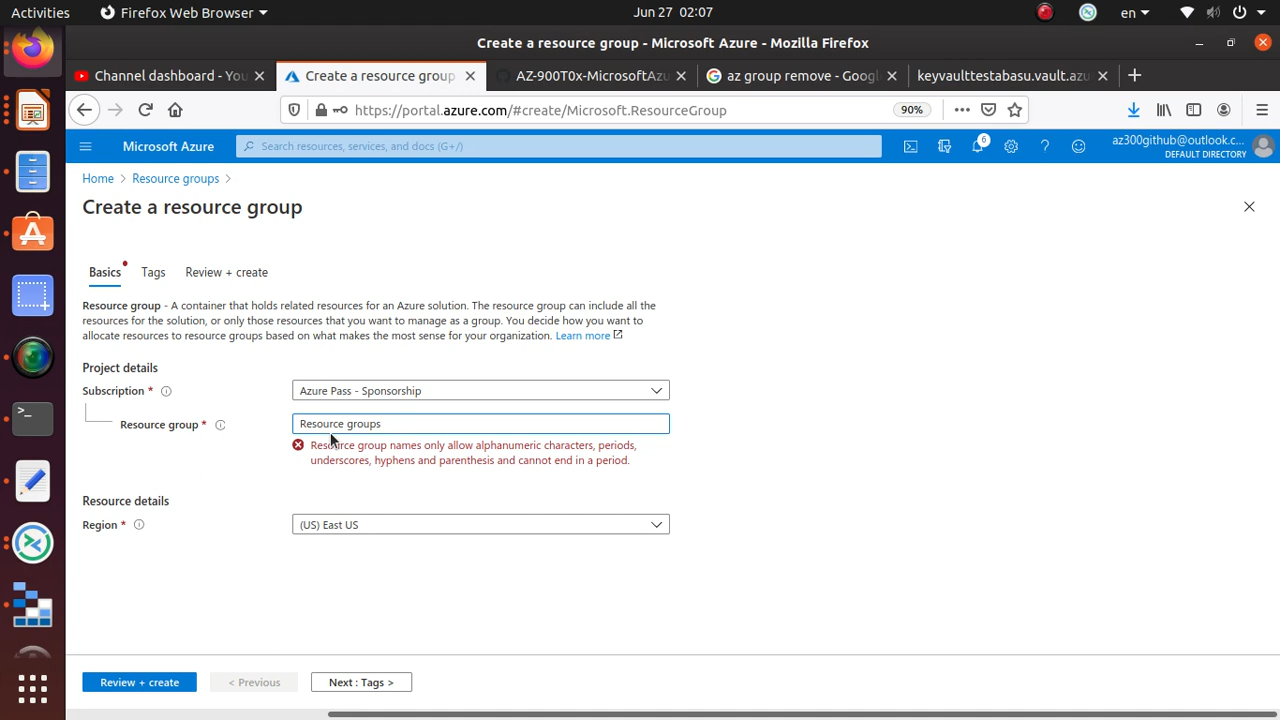 Activities
Firefox Web Browser
Jun 27 02:07
en
Create a resource group - Microsoft Azure - Mozilla Firefox
Channel dashboard - You
Create a resource group
AZ-900T0x-MicrosoftAzu
az group remove - Googl
keyvaulttestabasu.vault.azu
https://portal.azure.com/#create/Microsoft.ResourceGroup
90%
Microsoft Azure
Search resources, services, and docs (G+/)
6
az300github@outlook.c...
DEFAULT DIRECTORY
Home > Resource groups >
Create a resource group
Basics
Tags
Review + create
Resource group - A container that holds related resources for an Azure solution. The resource group can include all the
resources for the solution, or only those resources that you want to manage as a group. You decide how you want to
allocate resources to resource groups based on what makes the most sense for your organization. Learn more
Project details
Subscription *
Azure Pass - Sponsorship
Resource group *
Resource groups
Resource group names only allow alphanumeric characters, periods,
underscores, hyphens and parenthesis and cannot end in a period.
Resource details
Region *
(US) East US
Review + create
< Previous
Next : Tags >